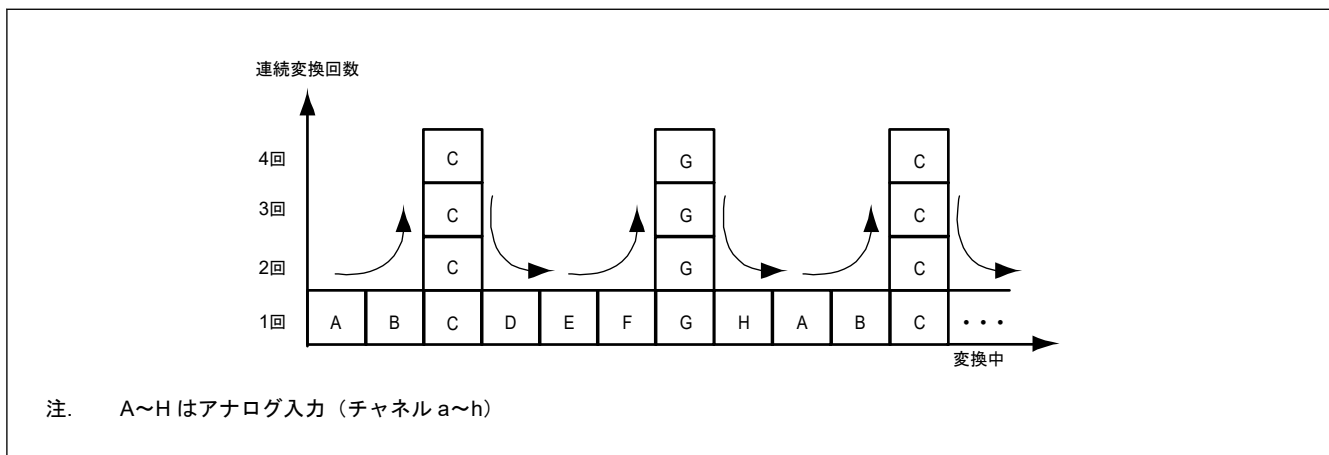 連続変換回数
4回 C G C
3回 C G C
2回 C G C
1回 A B C D E F G H A B C ・・・
変換中
注. A～H はアナログ入力（チャネル a～h）